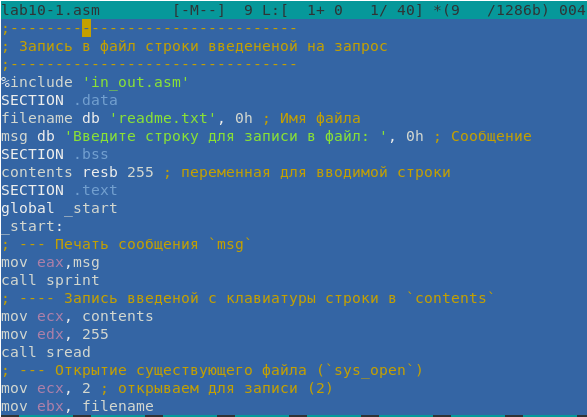 lab10-1.asm        [-M--]  9 L:[  1+ 0   1/ 40] *(9   /1286b) 004
;--------------------------------
; Запись в файл строки введененой на запрос
;--------------------------------
%include 'in_out.asm'
SECTION .data
filename db 'readme.txt', 0h ; Имя файла
msg db 'Введите строку для записи в файл: ', 0h ; Сообщение
SECTION .bss
contents resb 255 ; переменная для вводимой строки
SECTION .text
global _start
_start:
; --- Печать сообщения `msg`
mov eax,msg
call sprint
; ---- Запись введеной с клавиатуры строки в `contents`
mov ecx, contents
mov edx, 255
call sread
; --- Открытие существующего файла (`sys_open`)
mov ecx, 2 ; открываем для записи (2)
mov ebx, filename